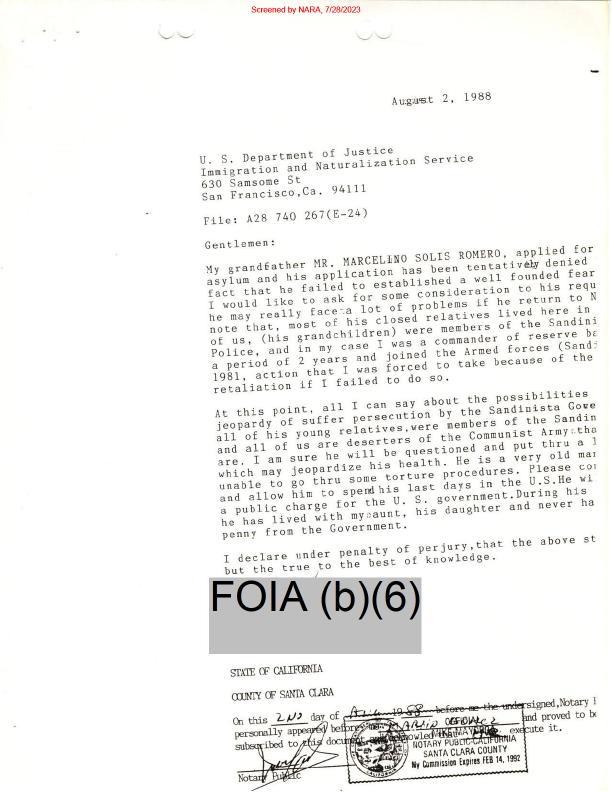 Screened by NARA, 7/28/2023
August 2, 1988
U. S. Department of Justice
Immigration and Naturalization Service
630 Samsome St
San Francisco,Ca. 94111
File: A28 740 267(E-24)
Gentlemen:
My grandfather MR. MARCELINO SOLIS ROMERO, applied for
asylum and his application has been tentatively denied
fact that he failed to established a well founded fear
I would like to ask for some consideration to his requ
he may really face a lot of problems if he return to N
note that, most of his closed relatives lived here in
of us, (his grandchildren) were members of the Sandini
Police, and in my case I was a commander of reserve ba
a period of 2 years and joined the Armed forces (Sandi
1981, action that I was forced to take because of the
retaliation if I failed to do so.
At this point, all I can say about the possibilities
jeopardy of suffer persecution by the Sandinista Gove
all of his young relatives,were members of the Sandin
and all of us are deserters of the Communist Army tha
are. I am sure he will be questioned and put thru a l
which may jeopardize his health. He is a very old man
unable to go thru some torture procedures. Please con
and allow him to spend his last days in the U.S.He wi
a public charge for the U. S. government.During his
he has lived with my aunt, his daughter and never ha
penny from the Government.
I declare under penalty of perjury,that the above st
but the true to the best of knowledge.
FOIA (b)(6)
STATE OF CALIFORNIA
COUNTY OF SANTA CLARA
On this 2ND day of 1988 before me the undersigned,Notary P
personally appeared before me and proved to be
subscribed to this document and acknowled that execute it.
OFFICIAL
NOTARY PUBLIC-CALIFORNIA
SANTA CLARA COUNTY
My Commission Expires FEB 14, 1992
Notary Public